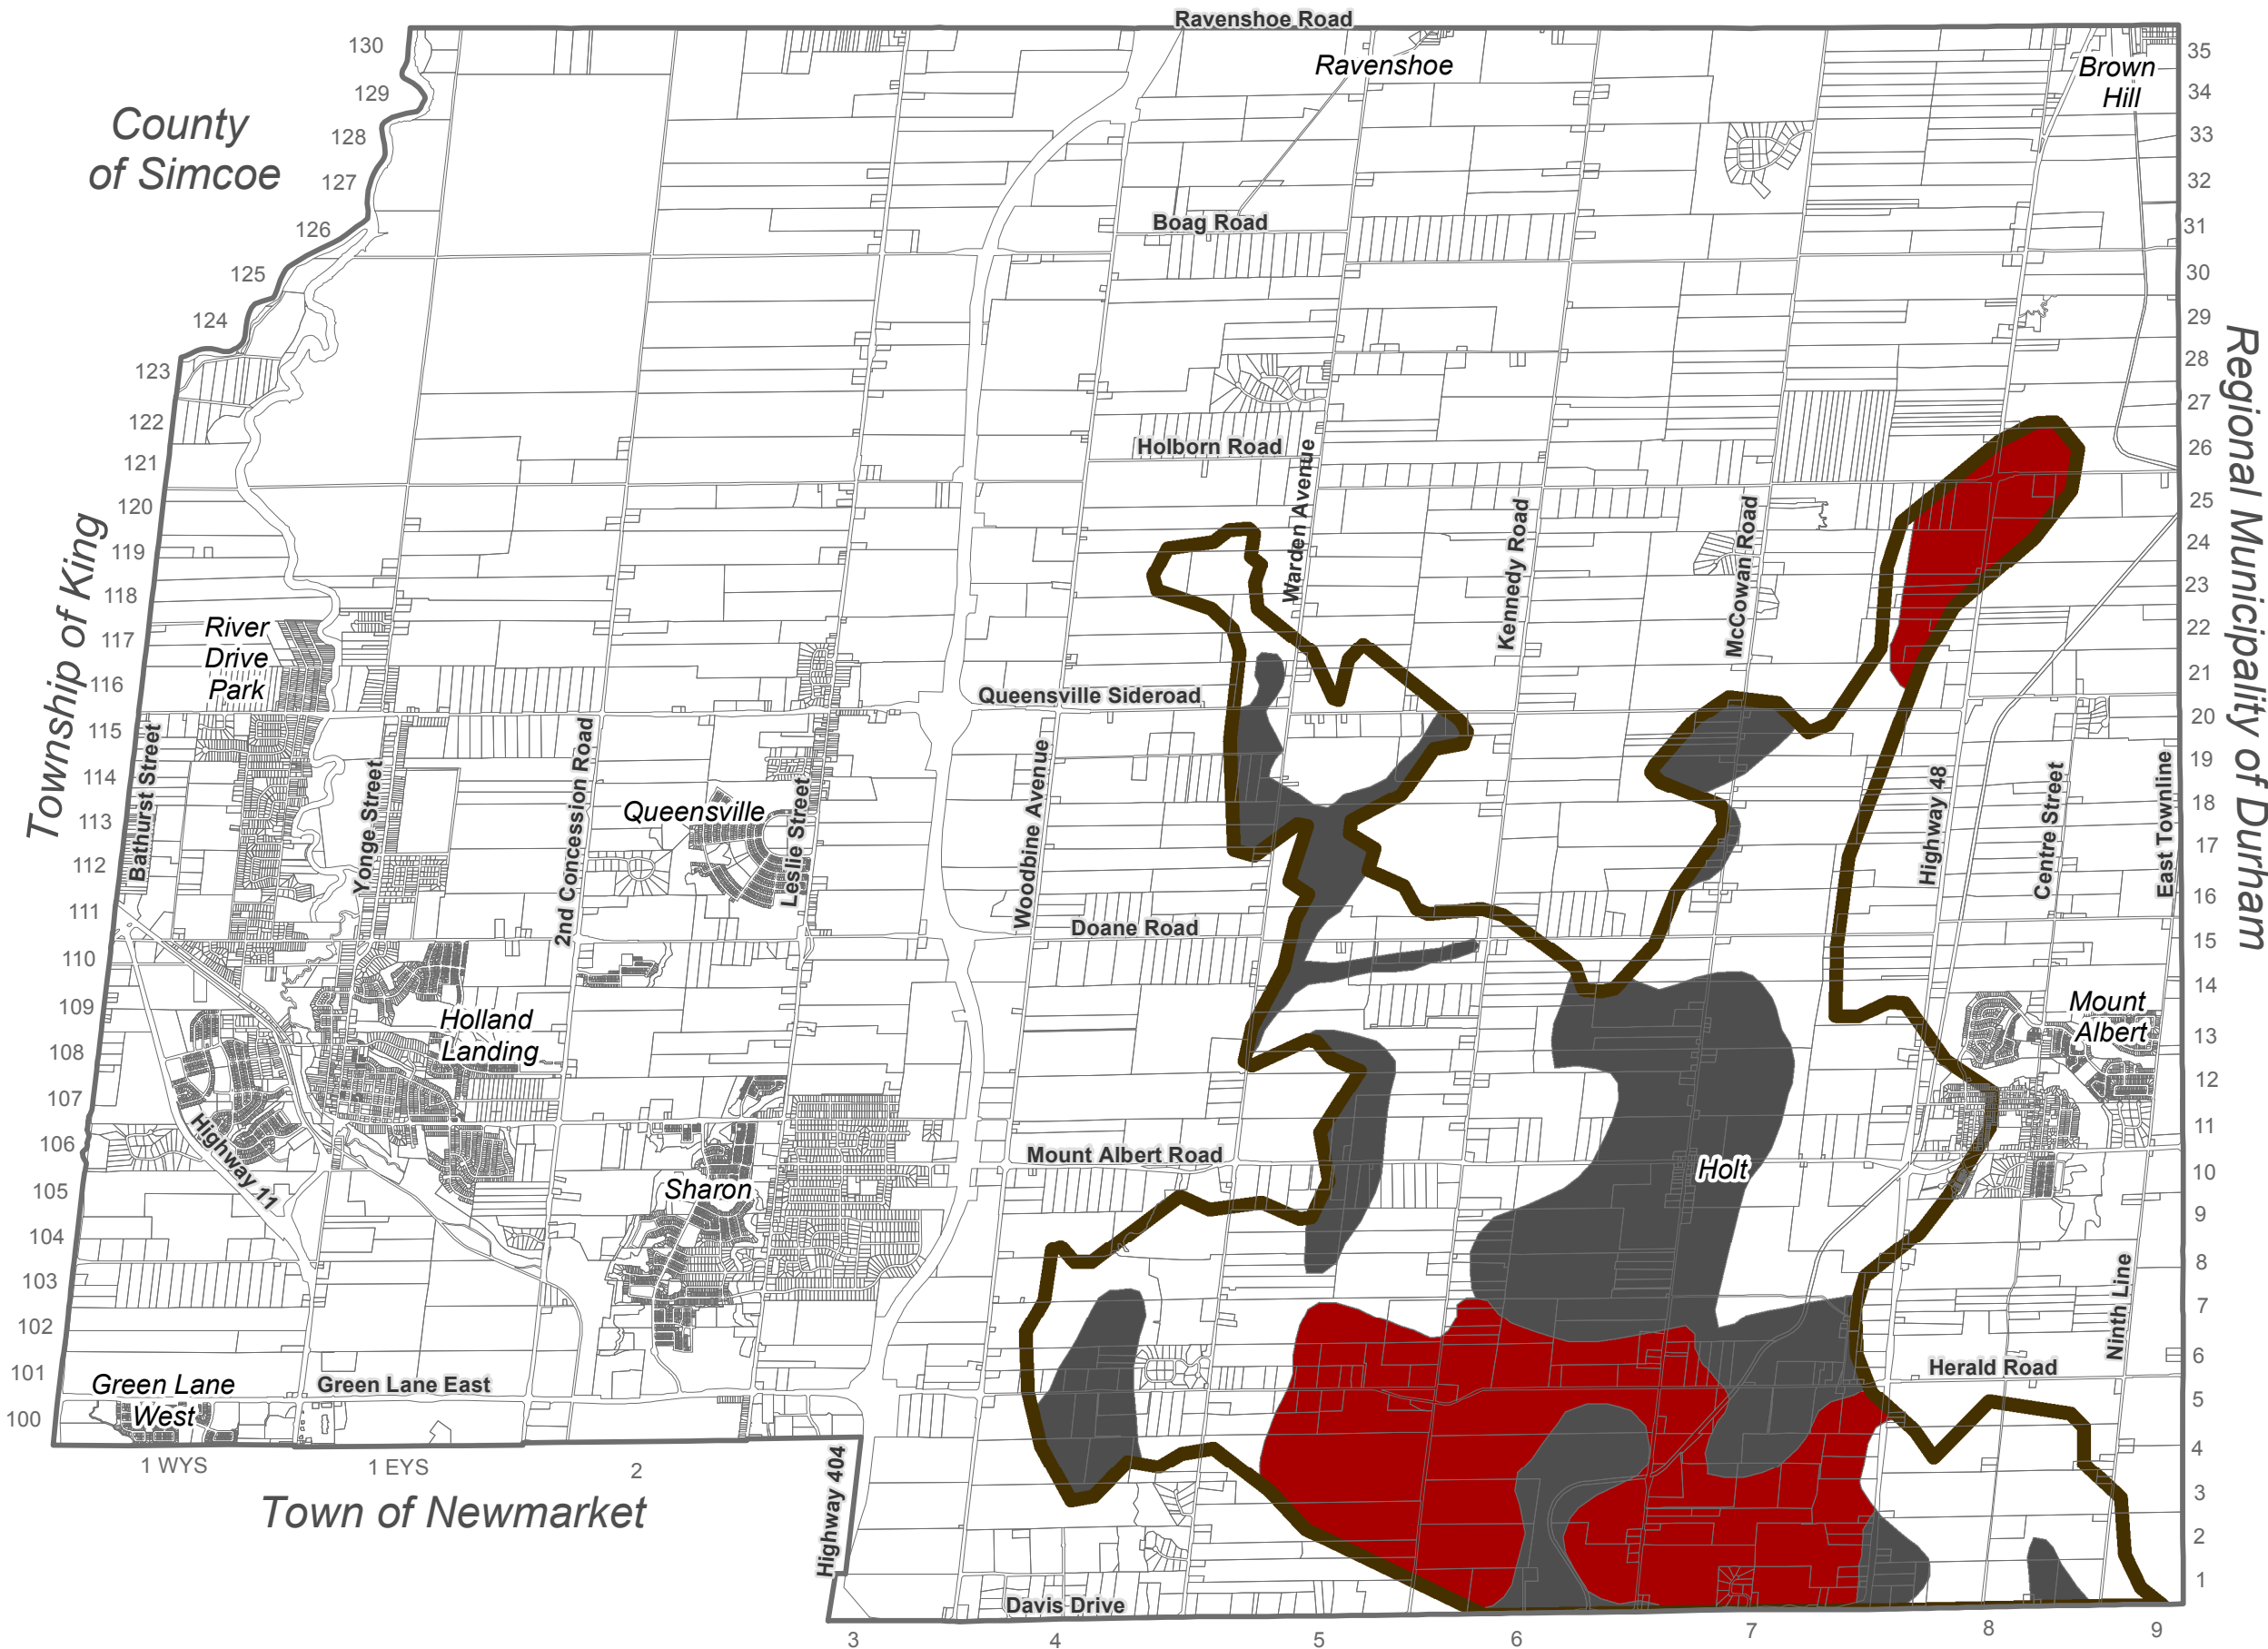 Ravenshoe Road
130
129
128
127
126
125
124
123
122
121
120
119
118
117
116
115
114
113
112
111
110
109
108
107
106
105
104
103
102
101
100
County
of Simcoe
Township of King
Ravenshoe
Brown
Hill
Boag Road
Holborn Road
Warden Avenue
Kennedy Road
McCowan Road
River
Drive
Park
Queensville Sideroad
Bathurst Street
Yonge Street
2nd Concession Road
Queensville
Leslie Street
Woodbine Avenue
Highway 48
Centre Street
East Townline
Doane Road
Holland
Landing
Mount
Albert
Highway 11
Mount Albert Road
Sharon
Holt
Ninth Line
Green Lane
West
Green Lane East
Herald Road
Highway 404
Davis Drive
Town of Newmarket
Regional Municipality of Durham
35
34
33
32
31
30
29
28
27
26
25
24
23
22
21
20
19
18
17
16
15
14
13
12
11
10
9
8
7
6
5
4
3
2
1
1 WYS
1 EYS
2
3
4
5
6
7
8
9